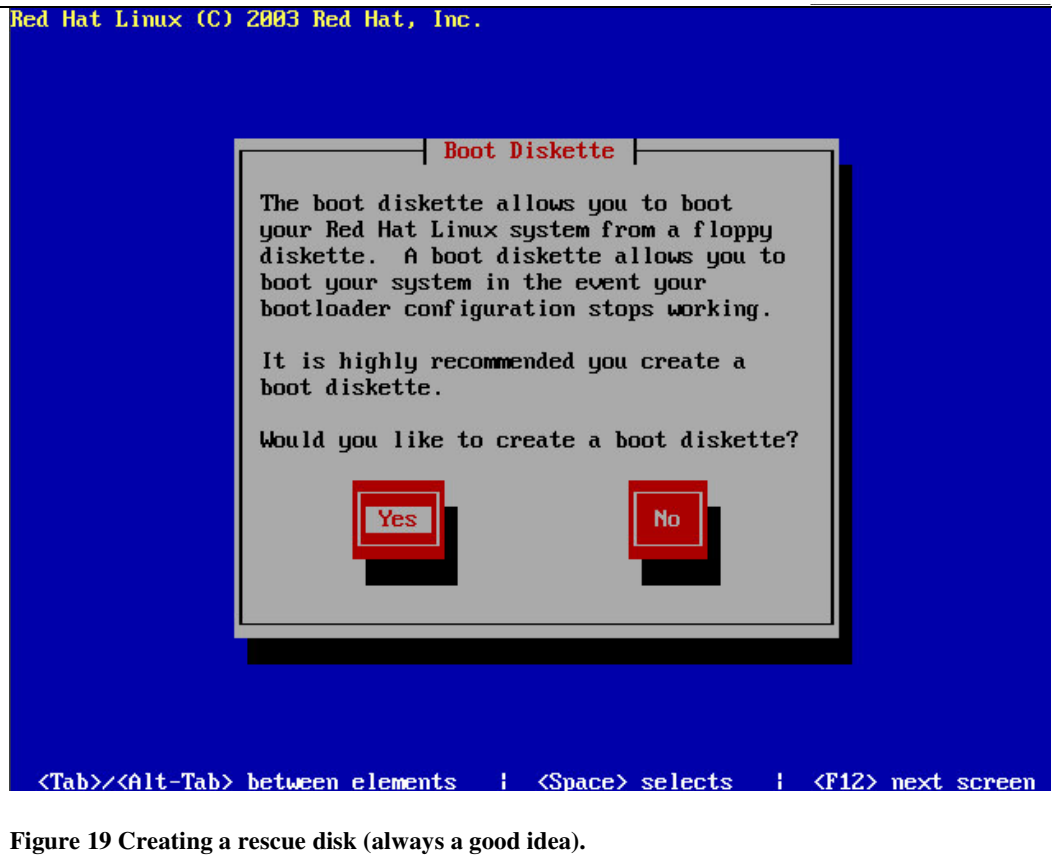 Red Hat Linux (C) 2003 Red Hat, Inc.
Boot Diskette
The boot diskette allows you to boot
your Red Hat Linux system from a floppy
diskette.  A boot diskette allows you to
boot your system in the event your
bootloader configuration stops working.
It is highly recommended you create a
boot diskette.
Would you like to create a boot diskette?
Yes No
<Tab>/<Alt-Tab> between elements   |  <Space> selects   |  <F12> next screen
Figure 19 Creating a rescue disk (always a good idea).